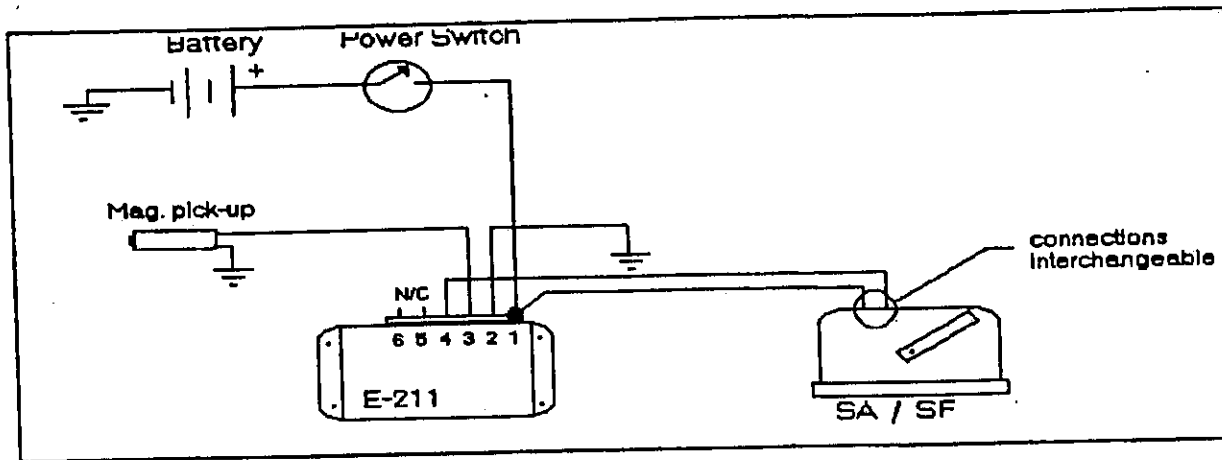 Battery
Power Switch
+
Mag. pick-up
connections
interchangeable
N/C
6 5 4 3 2 1
E-211
SA / SF